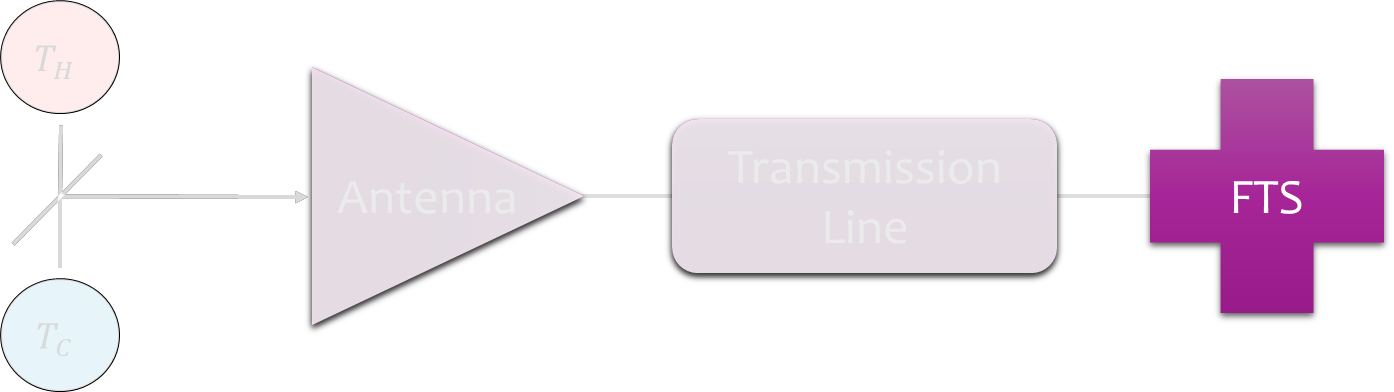 T_H
Antenna
Transmission
Line
FTS
T_C